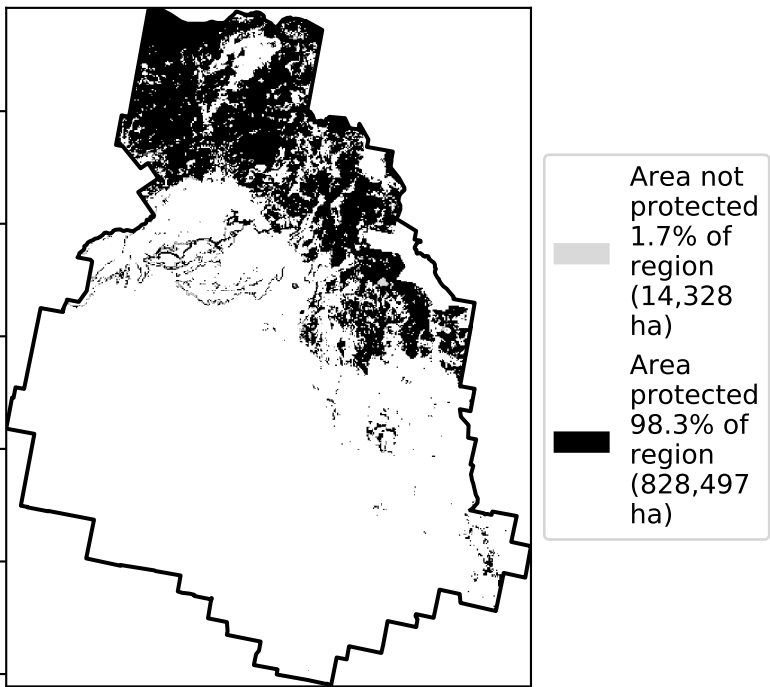 Area not
protected
1.7% of
region
(14,328
ha)
Area
protected
98.3% of
region
(828,497
ha)